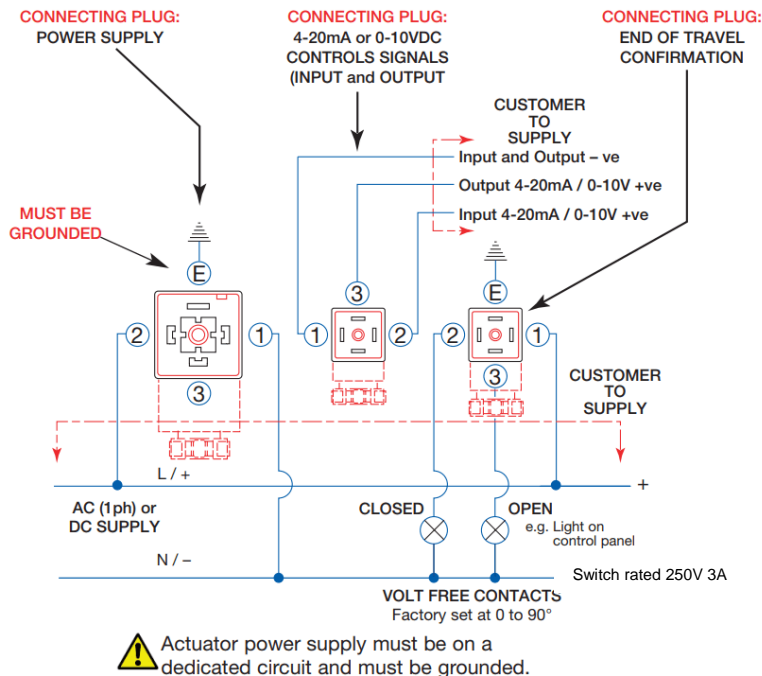 CONNECTING PLUG:
POWER SUPPLY
CONNECTING PLUG:
4-20mA or 0-10VDC
CONTROLS SIGNALS
(INPUT and OUTPUT
CONNECTING PLUG:
END OF TRAVEL
CONFIRMATION
CUSTOMER
TO
SUPPLY
Input and Output – ve
Output 4-20mA / 0-10V +ve
Input 4-20mA / 0-10V +ve
MUST BE
GROUNDED
E
2
1
3
3
1
2
E
2
1
3
CUSTOMER
TO
SUPPLY
L / +
+
AC (1ph) or
DC SUPPLY
CLOSED
OPEN
e.g. Light on
control panel
N / –
Switch rated 250V 3A
VOLT FREE CONTACTS
Factory set at 0 to 90°
Actuator power supply must be on a
dedicated circuit and must be grounded.